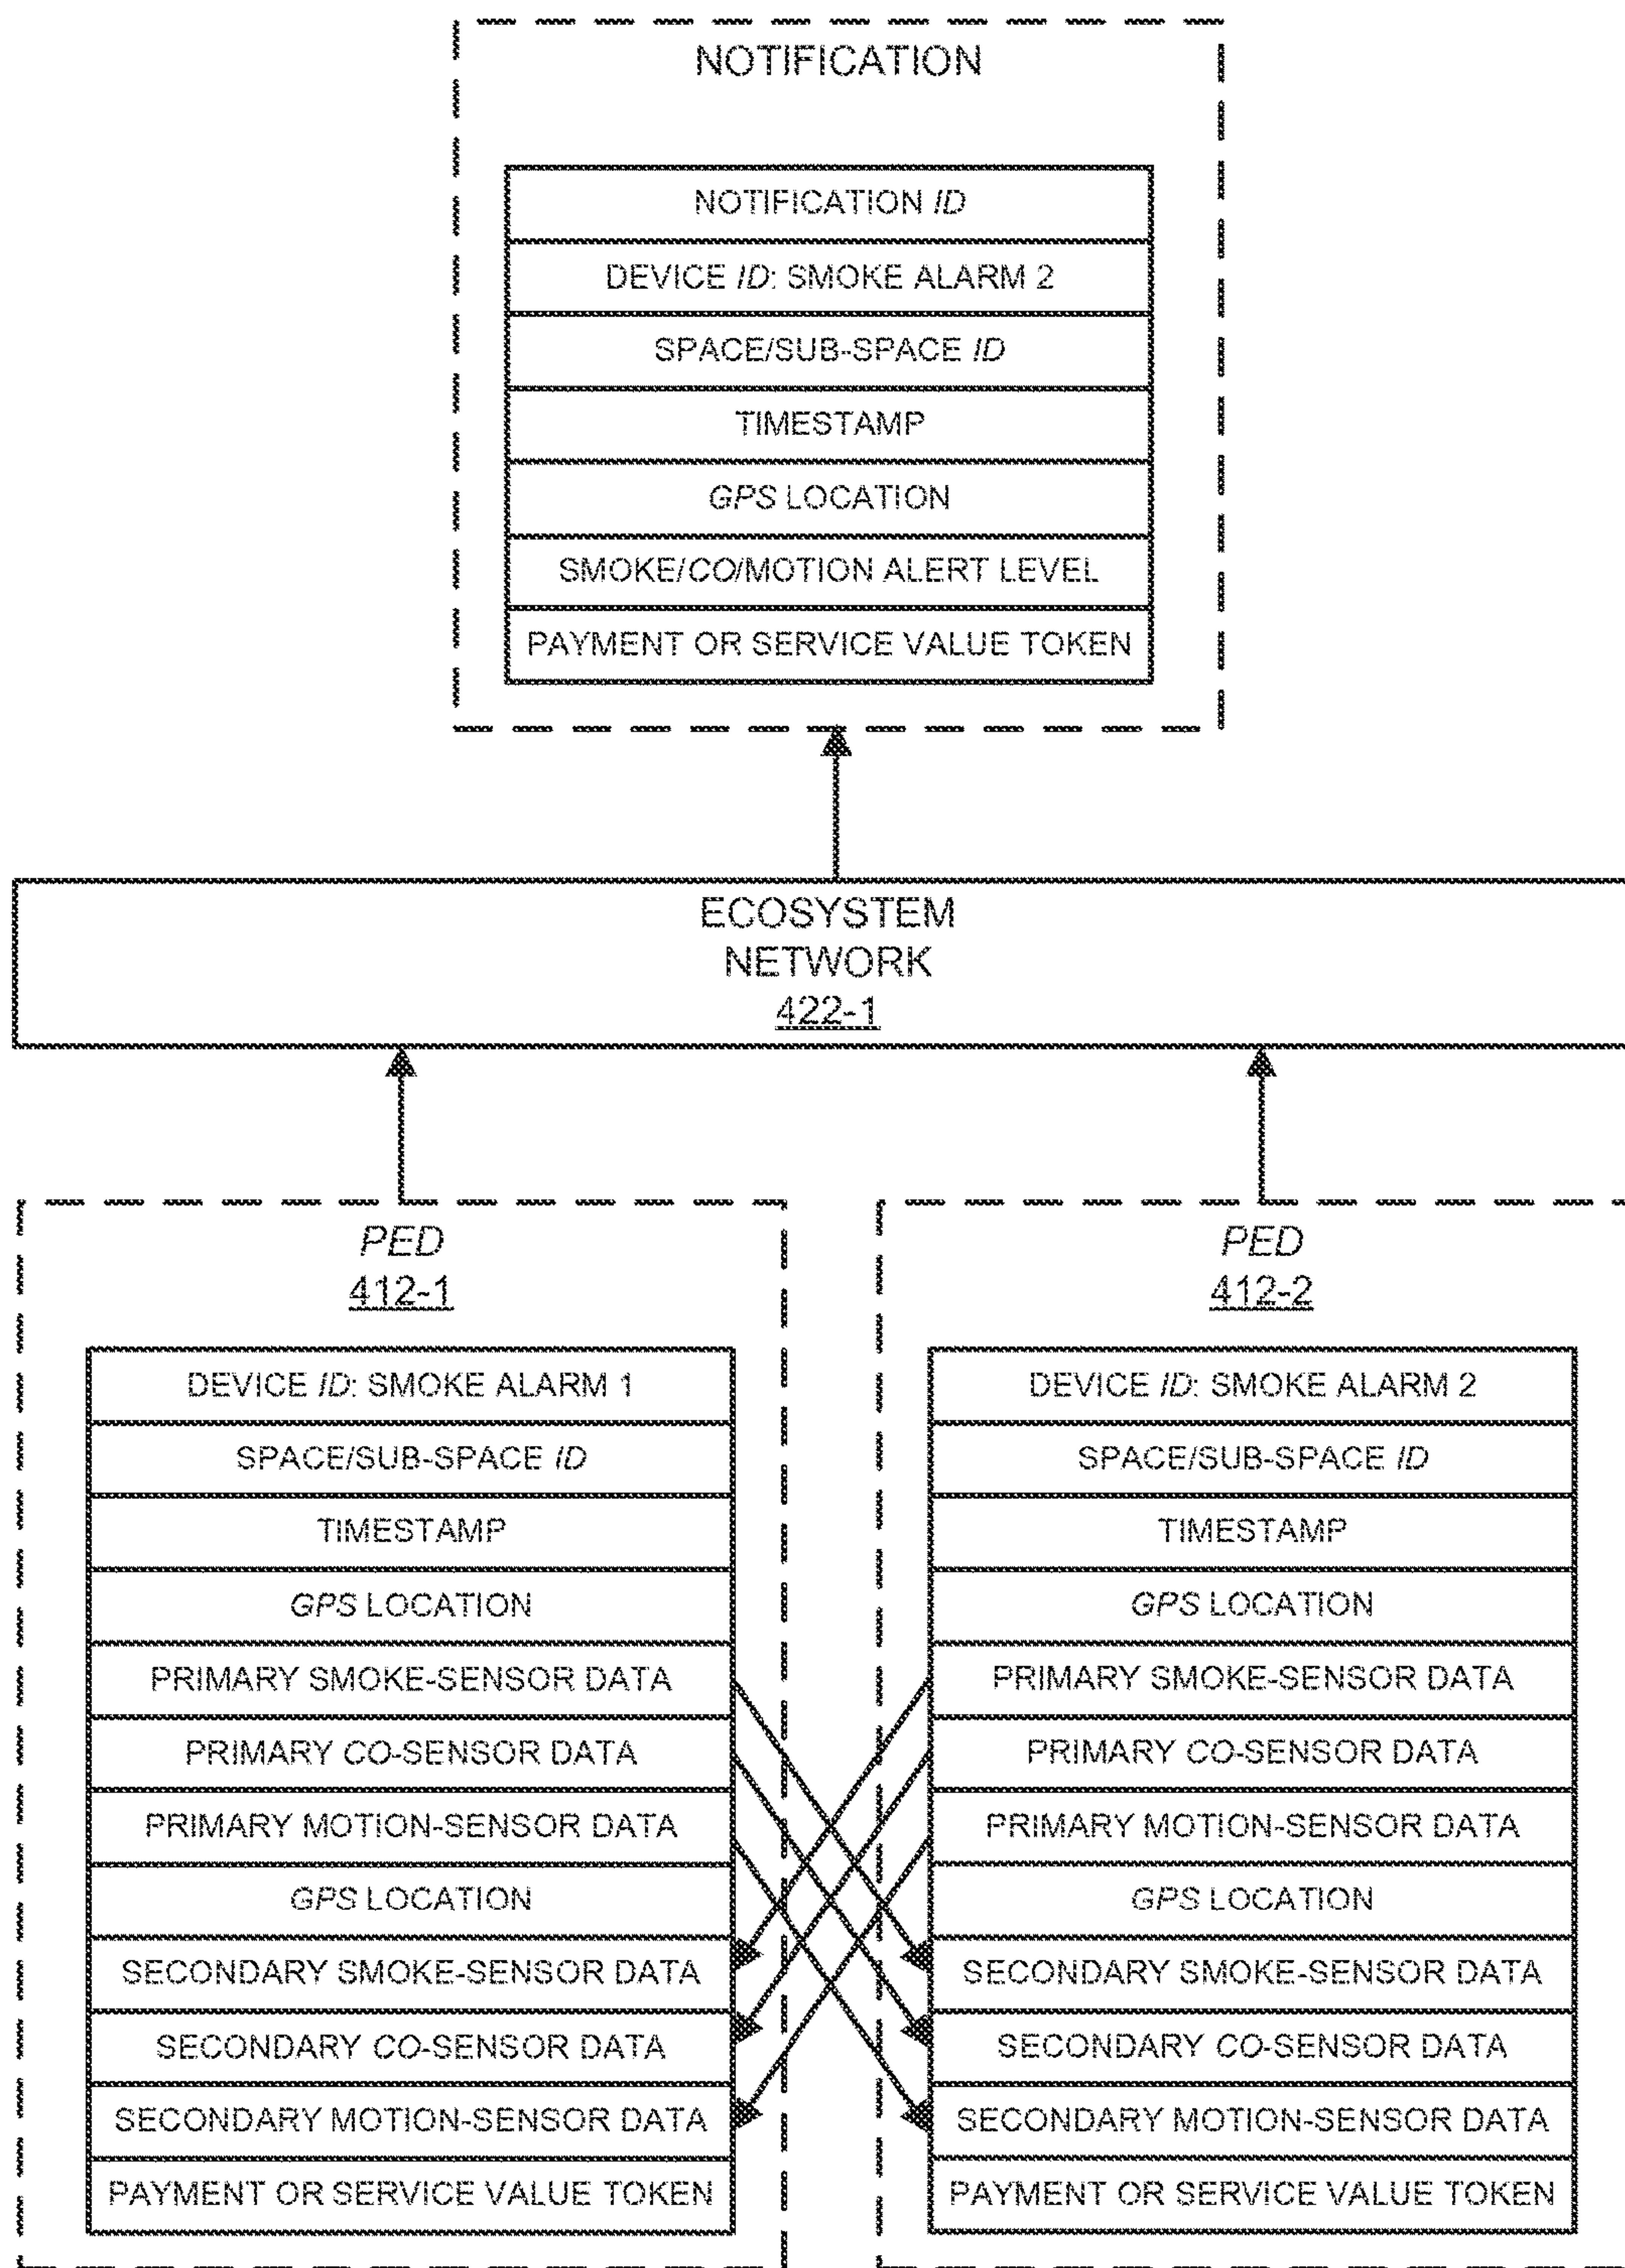 NOTIFICATION
NOTIFICATION ID
DEVICE ID: SMOKE ALARM 2
SPACE/SUB-SPACE ID
TIMESTAMP
GPS LOCATION
SMOKE/CO/MOTION ALERT LEVEL
PAYMENT OR SERVICE VALUE TOKEN
ECOSYSTEM
NETWORK
422-1
PED
412-1
DEVICE ID: SMOKE ALARM 1
SPACE/SUB-SPACE ID
TIMESTAMP
GPS LOCATION
PRIMARY SMOKE-SENSOR DATA
PRIMARY CO-SENSOR DATA
PRIMARY MOTION-SENSOR DATA
GPS LOCATION
SECONDARY SMOKE-SENSOR DATA
SECONDARY CO-SENSOR DATA
SECONDARY MOTION-SENSOR DATA
PAYMENT OR SERVICE VALUE TOKEN
PED
412-2
DEVICE ID: SMOKE ALARM 2
SPACE/SUB-SPACE ID
TIMESTAMP
GPS LOCATION
PRIMARY SMOKE-SENSOR DATA
PRIMARY CO-SENSOR DATA
PRIMARY MOTION-SENSOR DATA
GPS LOCATION
SECONDARY SMOKE-SENSOR DATA
SECONDARY CO-SENSOR DATA
SECONDARY MOTION-SENSOR DATA
PAYMENT OR SERVICE VALUE TOKEN